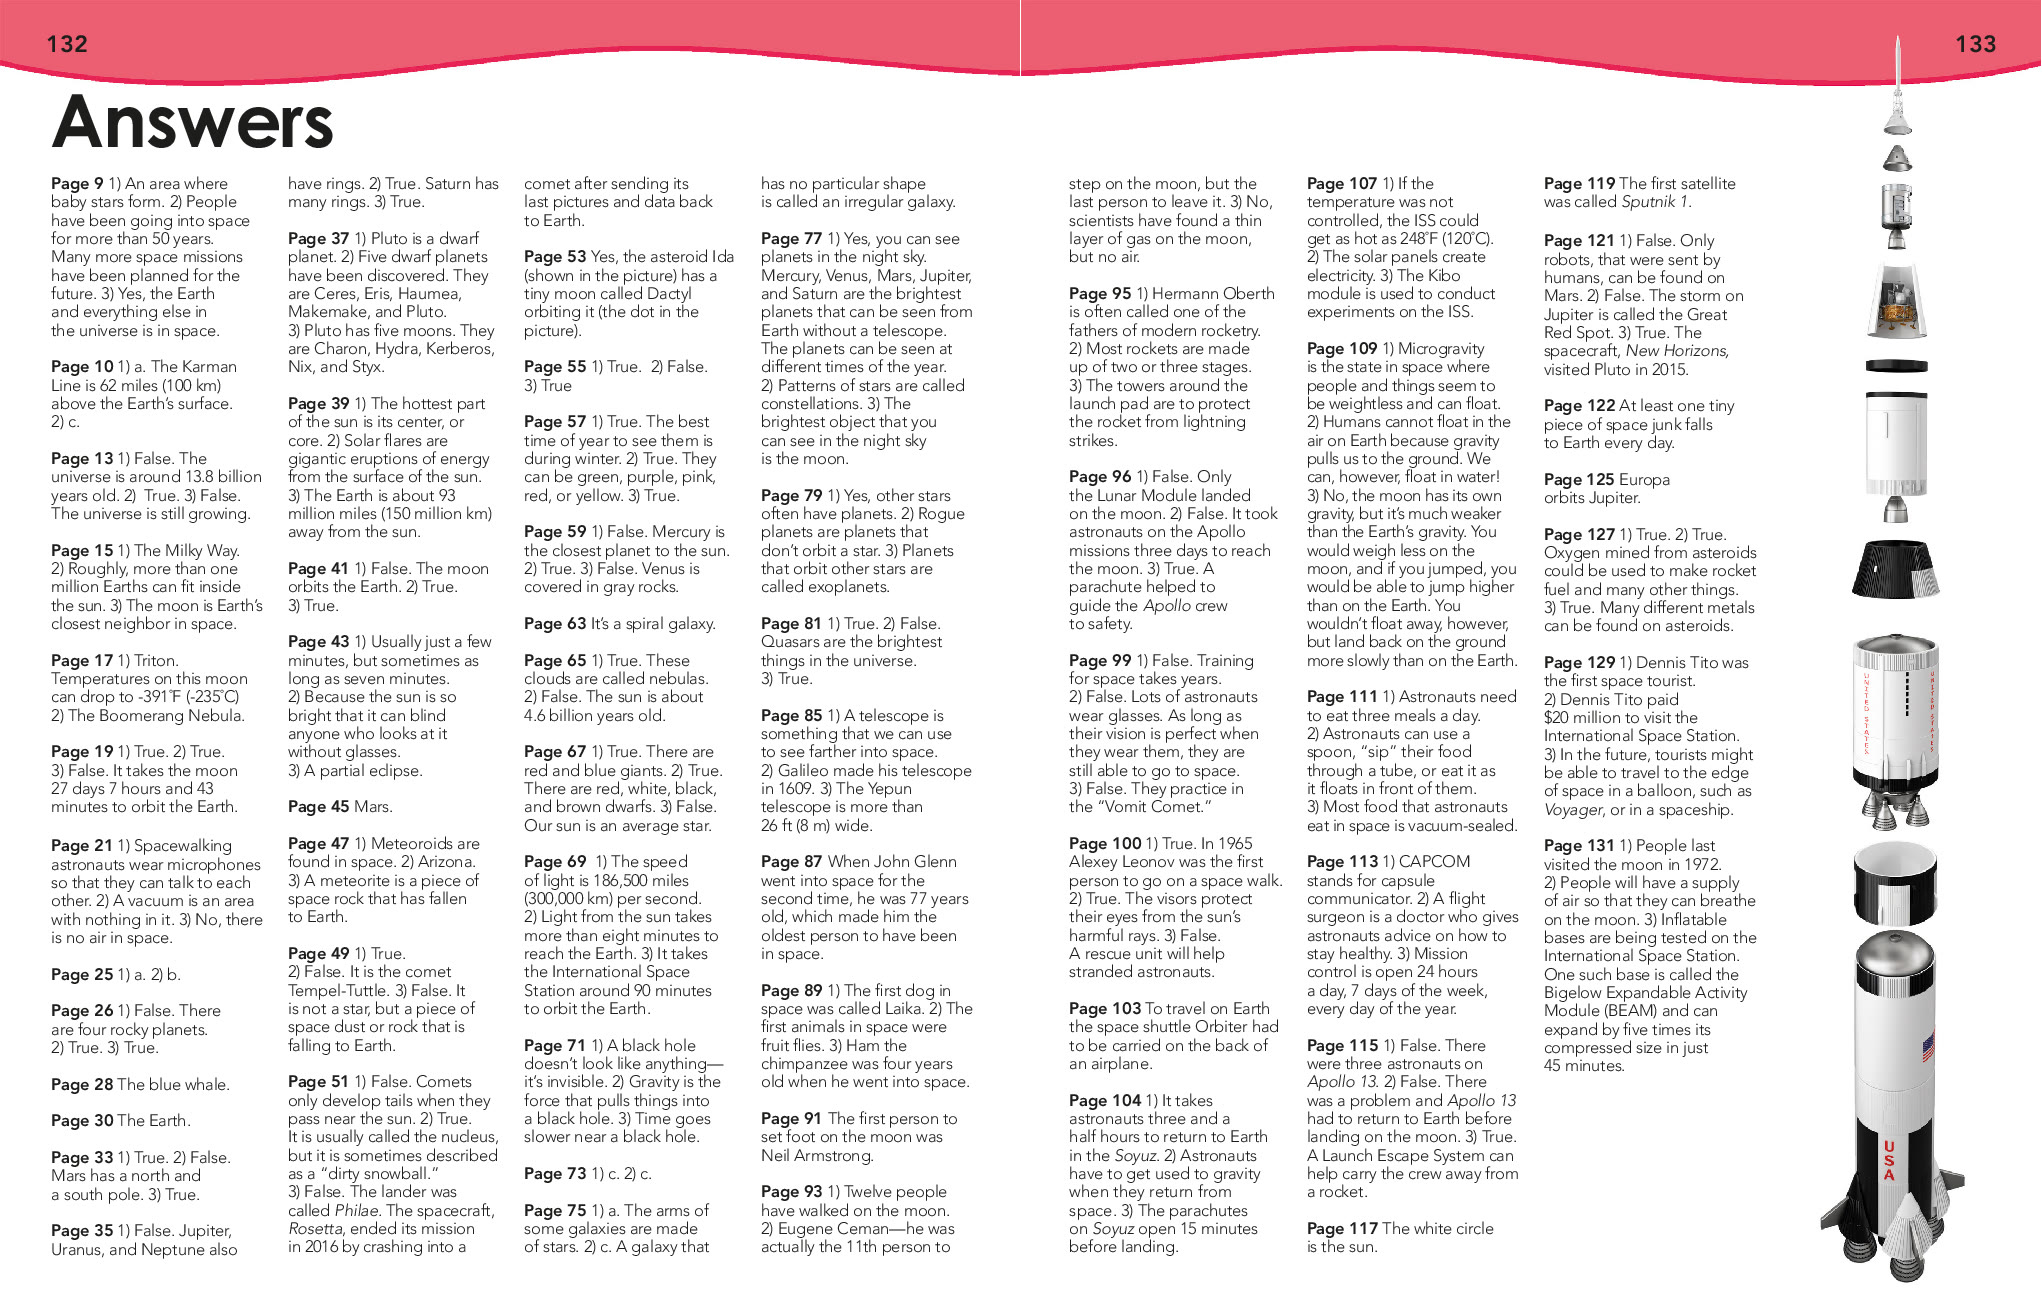 132
133
Answers
Page 9 1) An area where
baby stars form. 2) People
have been going into space
for more than 50 years.
Many more space missions
have been planned for the
future. 3) Yes, the Earth
and everything else in
the universe is in space.
Page 10 1) a. The Karman
Line is 62 miles (100 km)
above the Earth's surface.
2) c.
Page 13 1) False. The
universe is around 13.8 billion
years old. 2) True. 3) False.
The universe is still growing.
Page 15 1) The Milky Way.
2) Roughly, more than one
million Earths can fit inside
the sun. 3) The moon is Earth's
closest neighbor in space.
Page 17 1) Triton.
Temperatures on this moon
can drop to -391˚F (-235˚C)
2) The Boomerang Nebula.
Page 19 1) True. 2) True.
3) False. It takes the moon
27 days 7 hours and 43
minutes to orbit the Earth.
Page 21 1) Spacewalking
astronauts wear microphones
so that they can talk to each
other. 2) A vacuum is an area
with nothing in it. 3) No, there
is no air in space.
Page 25 1) a. 2) b.
Page 26 1) False. There
are four rocky planets.
2) True. 3) True.
Page 28 The blue whale.
Page 30 The Earth.
Page 33 1) True. 2) False.
Mars has a north and
a south pole. 3) True.
Page 35 1) False. Jupiter,
Uranus, and Neptune also
have rings. 2) True. Saturn has
many rings. 3) True.
Page 37 1) Pluto is a dwarf
planet. 2) Five dwarf planets
have been discovered. They
are Ceres, Eris, Haumea,
Makemake, and Pluto.
3) Pluto has five moons. They
are Charon, Hydra, Kerberos,
Nix, and Styx.
Page 39 1) The hottest part
of the sun is its center, or
core. 2) Solar flares are
gigantic eruptions of energy
from the surface of the sun.
3) The Earth is about 93
million miles (150 million km)
away from the sun.
Page 41 1) False. The moon
orbits the Earth. 2) True.
3) True.
Page 43 1) Usually just a few
minutes, but sometimes as
long as seven minutes.
2) Because the sun is so
bright that it can blind
anyone who looks at it
without glasses.
3) A partial eclipse.
Page 45 Mars.
Page 47 1) Meteoroids are
found in space. 2) Arizona.
3) A meteorite is a piece of
space rock that has fallen
to Earth.
Page 49 1) True.
2) False. It is the comet
Tempel-Tuttle. 3) False. It
is not a star, but a piece of
space dust or rock that is
falling to Earth.
Page 51 1) False. Comets
only develop tails when they
pass near the sun. 2) True.
It is usually called the nucleus,
but it is sometimes described
as a “dirty snowball.”
3) False. The lander was
called Philae. The spacecraft,
Rosetta, ended its mission
in 2016 by crashing into a
comet after sending its
last pictures and data back
to Earth.
Page 53 Yes, the asteroid Ida
(shown in the picture) has a
tiny moon called Dactyl
orbiting it (the dot in the
picture).
Page 55 1) True. 2) False.
3) True
Page 57 1) True. The best
time of year to see them is
during winter. 2) True. They
can be green, purple, pink,
red, or yellow. 3) True.
Page 59 1) False. Mercury is
the closest planet to the sun.
2) True. 3) False. Venus is
covered in gray rocks.
Page 63 It's a spiral galaxy.
Page 65 1) True. These
clouds are called nebulas.
2) False. The sun is about
4.6 billion years old.
Page 67 1) True. There are
red and blue giants. 2) True.
There are red, white, black,
and brown dwarfs. 3) False.
Our sun is an average star.
Page 69 1) The speed
of light is 186,500 miles
(300,000 km) per second.
2) Light from the sun takes
more than eight minutes to
reach the Earth. 3) It takes
the International Space
Station around 90 minutes
to orbit the Earth.
Page 71 1) A black hole
doesn't look like anything—
it's invisible. 2) Gravity is the
force that pulls things into
a black hole. 3) Time goes
slower near a black hole.
Page 73 1) c. 2) c.
Page 75 1) a. The arms of
some galaxies are made
of stars. 2) c. A galaxy that
has no particular shape
is called an irregular galaxy.
Page 77 1) Yes, you can see
planets in the night sky.
Mercury, Venus, Mars, Jupiter,
and Saturn are the brightest
planets that can be seen from
Earth without a telescope.
The planets can be seen at
different times of the year.
2) Patterns of stars are called
constellations. 3) The
brightest object that you
can see in the night sky
is the moon.
Page 79 1) Yes, other stars
often have planets. 2) Rogue
planets are planets that
don't orbit a star. 3) Planets
that orbit other stars are
called exoplanets.
Page 81 1) True. 2) False.
Quasars are the brightest
things in the universe.
3) True.
Page 85 1) A telescope is
something that we can use
to see farther into space.
2) Galileo made his telescope
in 1609. 3) The Yepun
telescope is more than
26 ft (8 m) wide.
Page 87 When John Glenn
went into space for the
second time, he was 77 years
old, which made him the
oldest person to have been
in space.
Page 89 1) The first dog in
space was called Laika. 2) The
first animals in space were
fruit flies. 3) Ham the
chimpanzee was four years
old when he went into space.
Page 91 The first person to
set foot on the moon was
Neil Armstrong.
Page 93 1) Twelve people
have walked on the moon.
2) Eugene Ceman—he was
actually the 11th person to
step on the moon, but the
last person to leave it. 3) No,
scientists have found a thin
layer of gas on the moon,
but no air.
Page 95 1) Hermann Oberth
is often called one of the
fathers of modern rocketry.
2) Most rockets are made
up of two or three stages.
3) The towers around the
launch pad are to protect
the rocket from lightning
strikes.
Page 96 1) False. Only
the Lunar Module landed
on the moon. 2) False. It took
astronauts on the Apollo
missions three days to reach
the moon. 3) True. A
parachute helped to
guide the Apollo crew
to safety.
Page 99 1) False. Training
for space takes years.
2) False. Lots of astronauts
wear glasses. As long as
their vision is perfect when
they wear them, they are
still able to go to space.
3) False. They practice in
the “Vomit Comet.”
Page 100 1) True. In 1965
Alexey Leonov was the first
person to go on a space walk.
2) True. The visors protect
their eyes from the sun's
harmful rays. 3) False.
A rescue unit will help
stranded astronauts.
Page 103 To travel on Earth
the space shuttle Orbiter had
to be carried on the back of
an airplane.
Page 104 1) It takes
astronauts three and a
half hours to return to Earth
in the Soyuz. 2) Astronauts
have to get used to gravity
when they return from
space. 3) The parachutes
on Soyuz open 15 minutes
before landing.
Page 107 1) If the
temperature was not
controlled, the ISS could
get as hot as 248˚F (120˚C).
2) The solar panels create
electricity. 3) The Kibo
module is used to conduct
experiments on the ISS.
Page 109 1) Microgravity
is the state in space where
people and things seem to
be weightless and can float.
2) Humans cannot float in the
air on Earth because gravity
pulls us to the ground. We
can, however, float in water!
3) No, the moon has its own
gravity, but it's much weaker
than the Earth's gravity. You
would weigh less on the
moon, and if you jumped, you
would be able to jump higher
than on the Earth. You
wouldn't float away, however,
but land back on the ground
more slowly than on the Earth.
Page 111 1) Astronauts need
to eat three meals a day.
2) Astronauts can use a
spoon, “sip” their food
through a tube, or eat it as
it floats in front of them.
3) Most food that astronauts
eat in space is vacuum-sealed.
Page 113 1) CAPCOM
stands for capsule
communicator. 2) A flight
surgeon is a doctor who gives
astronauts advice on how to
stay healthy. 3) Mission
control is open 24 hours
a day, 7 days of the week,
every day of the year.
Page 115 1) False. There
were three astronauts on
Apollo 13. 2) False. There
was a problem and Apollo 13
had to return to Earth before
landing on the moon. 3) True.
A Launch Escape System can
help carry the crew away from
a rocket.
Page 117 The white circle
is the sun.
Page 119 The first satellite
was called Sputnik 1.
Page 121 1) False. Only
robots, that were sent by
humans, can be found on
Mars. 2) False. The storm on
Jupiter is called the Great
Red Spot. 3) True. The
spacecraft, New Horizons,
visited Pluto in 2015.
Page 122 At least one tiny
piece of space junk falls
to Earth every day.
Page 125 Europa
orbits Jupiter.
Page 127 1) True. 2) True.
Oxygen mined from asteroids
could be used to make rocket
fuel and many other things.
3) True. Many different metals
can be found on asteroids.
Page 129 1) Dennis Tito was
the first space tourist.
2) Dennis Tito paid
$20 million to visit the
International Space Station.
3) In the future, tourists might
be able to travel to the edge
of space in a balloon, such as
Voyager, or in a spaceship.
Page 131 1) People last
visited the moon in 1972.
2) People will have a supply
of air so that they can breathe
on the moon. 3) Inflatable
bases are being tested on the
International Space Station.
One such base is called the
Bigelow Expandable Activity
Module (BEAM) and can
expand by five times its
compressed size in just
45 minutes.
UNITED STATES
UNITED STATES
USA